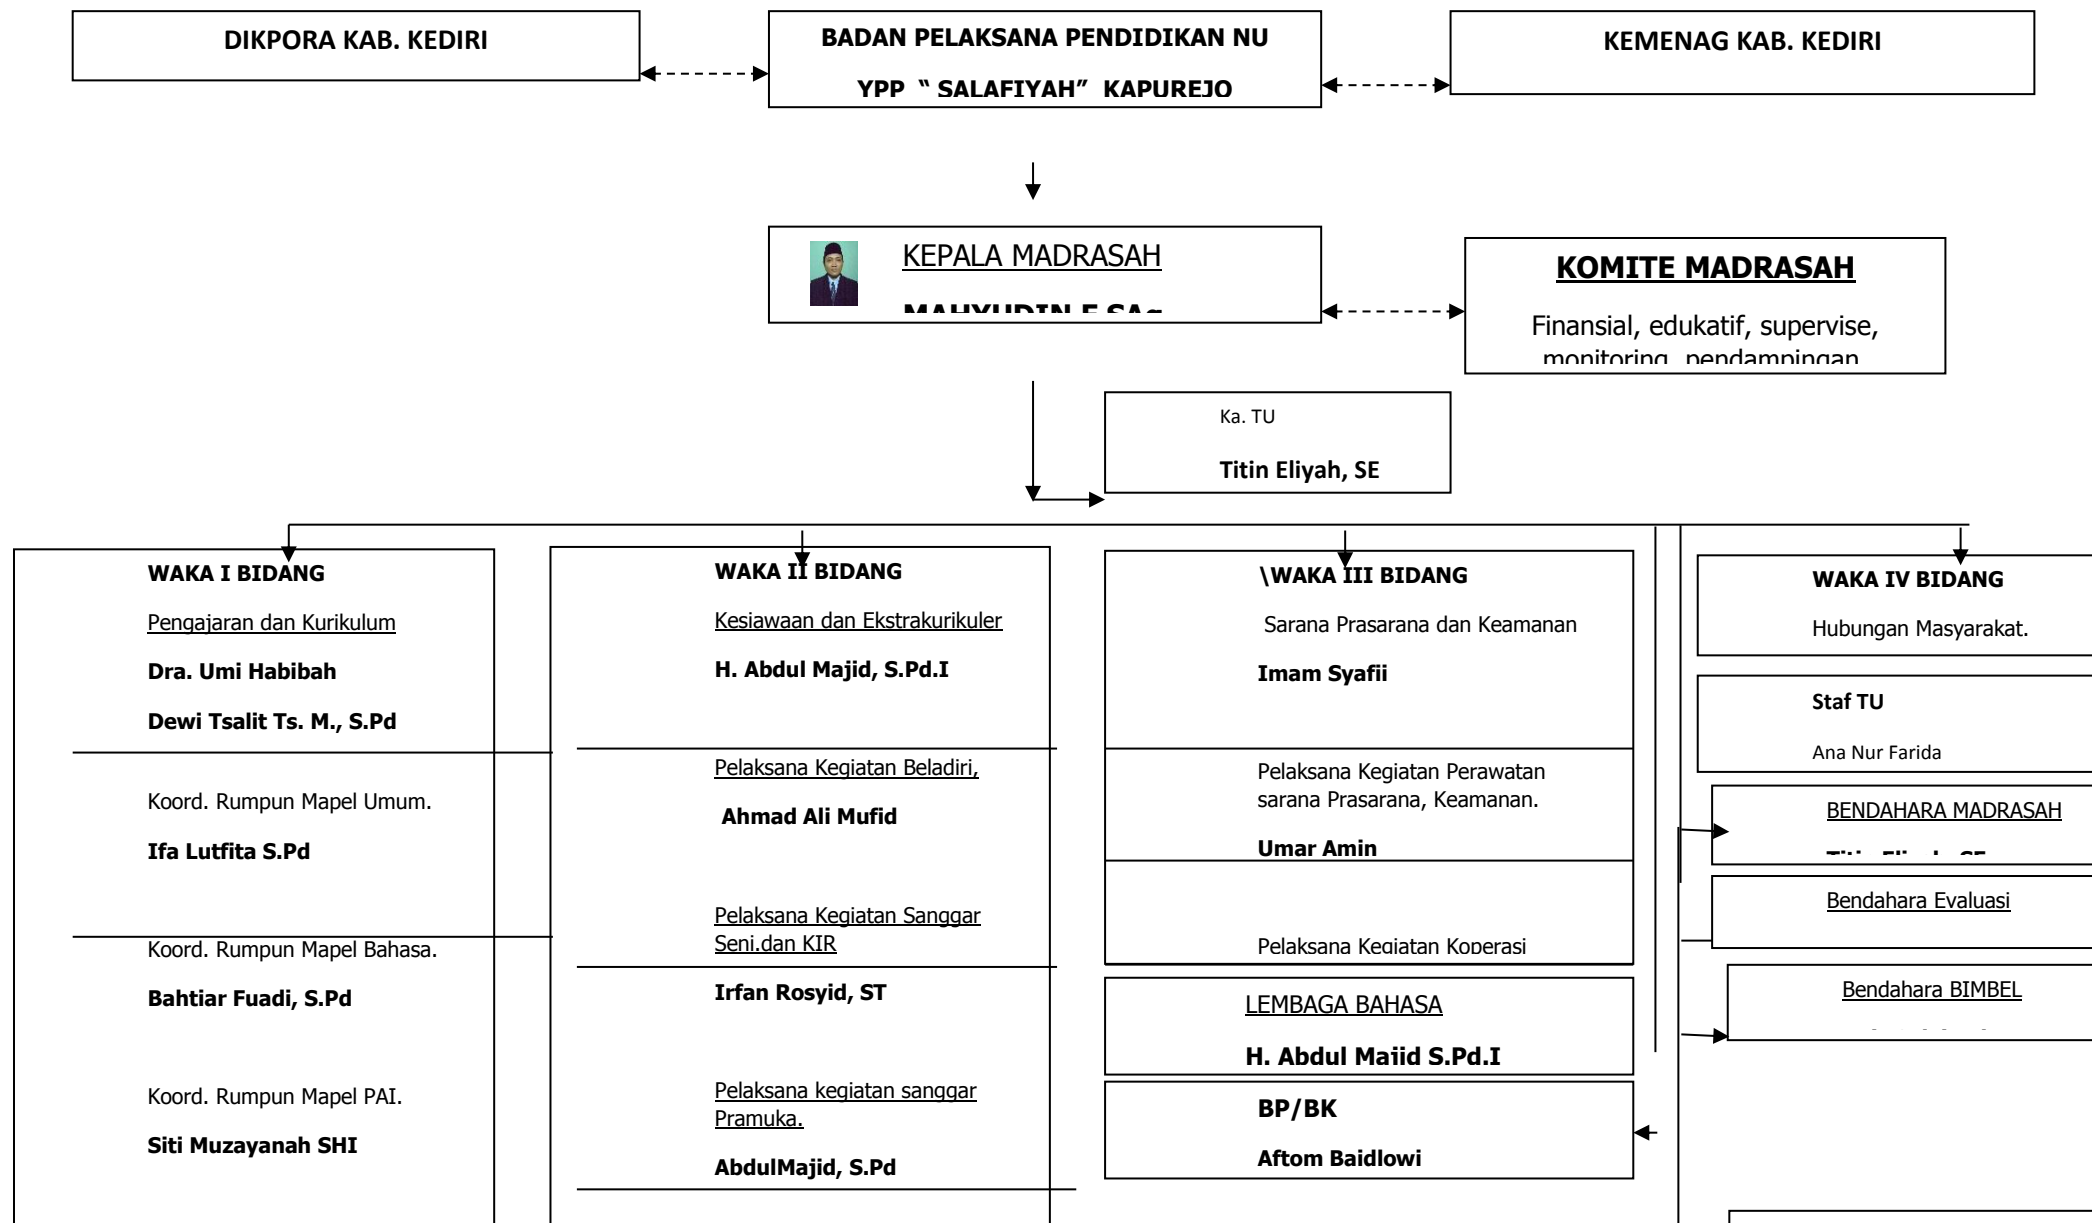 DIKPORA KAB. KEDIRI
BADAN PELAKSANA PENDIDIKAN NU
YPP “ SALAFIYAH” KAPUREJO
KEMENAG KAB. KEDIRI
KEPALA MADRASAH
MAHYUDIN F SAg
KOMITE MADRASAH
Finansial, edukatif, supervise,
monitoring, pendampingan
Ka. TU
Titin Eliyah, SE
WAKA I BIDANG
Pengajaran dan Kurikulum
Dra. Umi Habibah
Dewi Tsalit Ts. M., S.Pd
Koord. Rumpun Mapel Umum.
Ifa Lutfita S.Pd
Koord. Rumpun Mapel Bahasa.
Bahtiar Fuadi, S.Pd
Koord. Rumpun Mapel PAI.
Siti Muzayanah SHI
WAKA II BIDANG
Kesiawaan dan Ekstrakurikuler
H. Abdul Majid, S.Pd.I
Pelaksana Kegiatan Beladiri,
Ahmad Ali Mufid
Pelaksana Kegiatan Sanggar
Seni.dan KIR
Irfan Rosyid, ST
Pelaksana kegiatan sanggar
Pramuka.
AbdulMajid, S.Pd
\WAKA III BIDANG
Sarana Prasarana dan Keamanan
Imam Syafii
Pelaksana Kegiatan Perawatan
sarana Prasarana, Keamanan.
Umar Amin
Pelaksana Kegiatan Koperasi
LEMBAGA BAHASA
H. Abdul Majid S.Pd.I
BP/BK
Aftom Baidlowi
WAKA IV BIDANG
Hubungan Masyarakat.
Staf TU
Ana Nur Farida
BENDAHARA MADRASAH
Bendahara Evaluasi
Bendahara BIMBEL